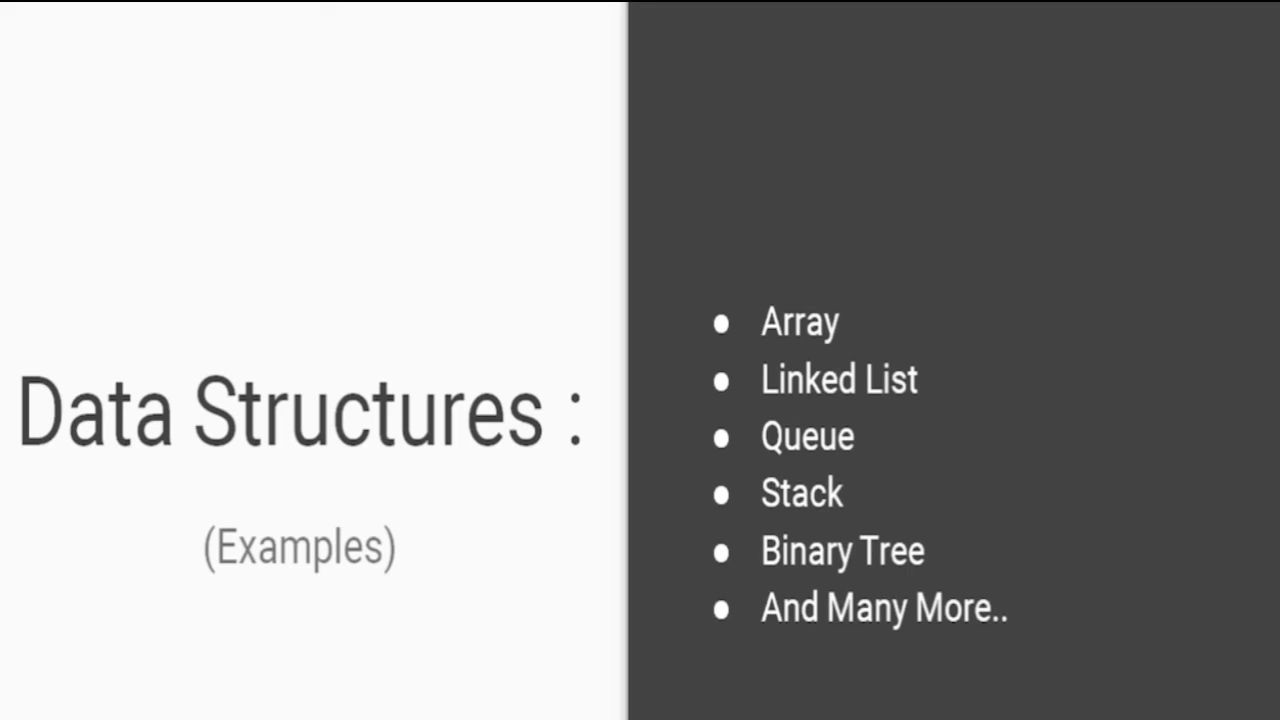 Data Structures :
(Examples)
● Array
● Linked List
● Queue
● Stack
● Binary Tree
● And Many More..